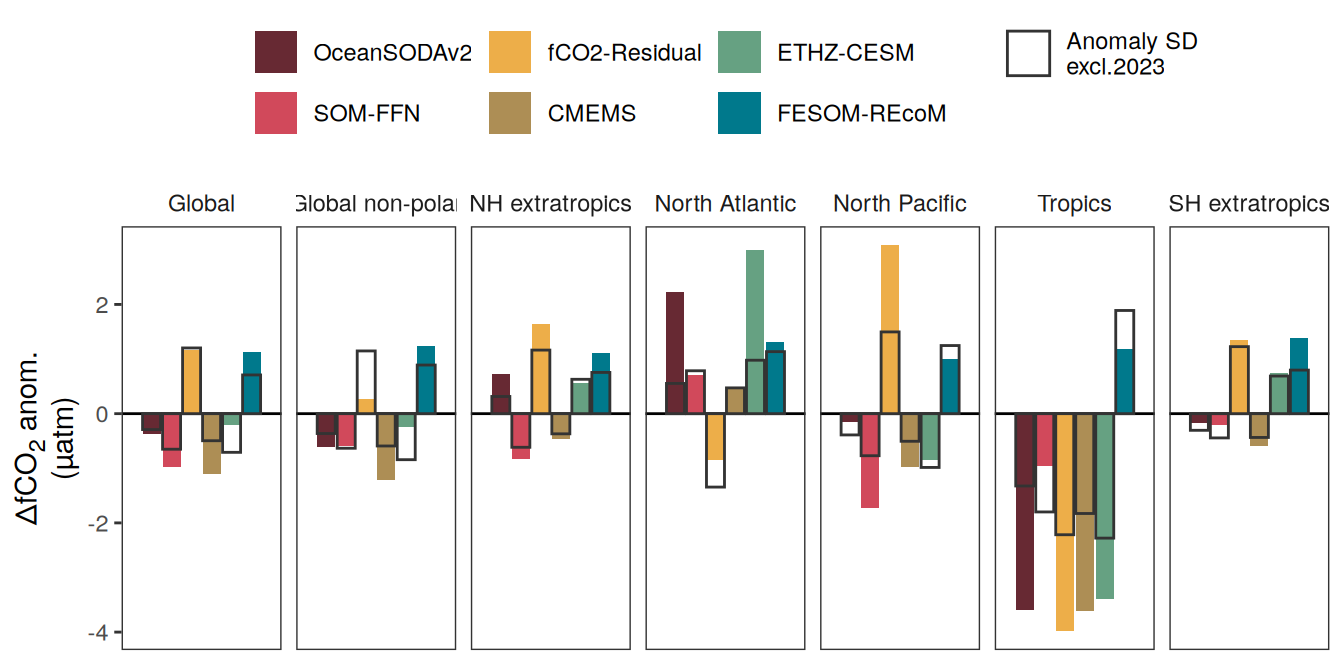 OceanSODAv2
fCO2-Residual
ETHZ-CESM
Anomaly SD
excl.2023
SOM-FFN
CMEMS
FESOM-REcoM
Global
Global non-polar
NH extratropics
North Atlantic
North Pacific
Tropics
SH extratropics
ΔfCO₂ anom.
(µatm)
2
0
-2
-4